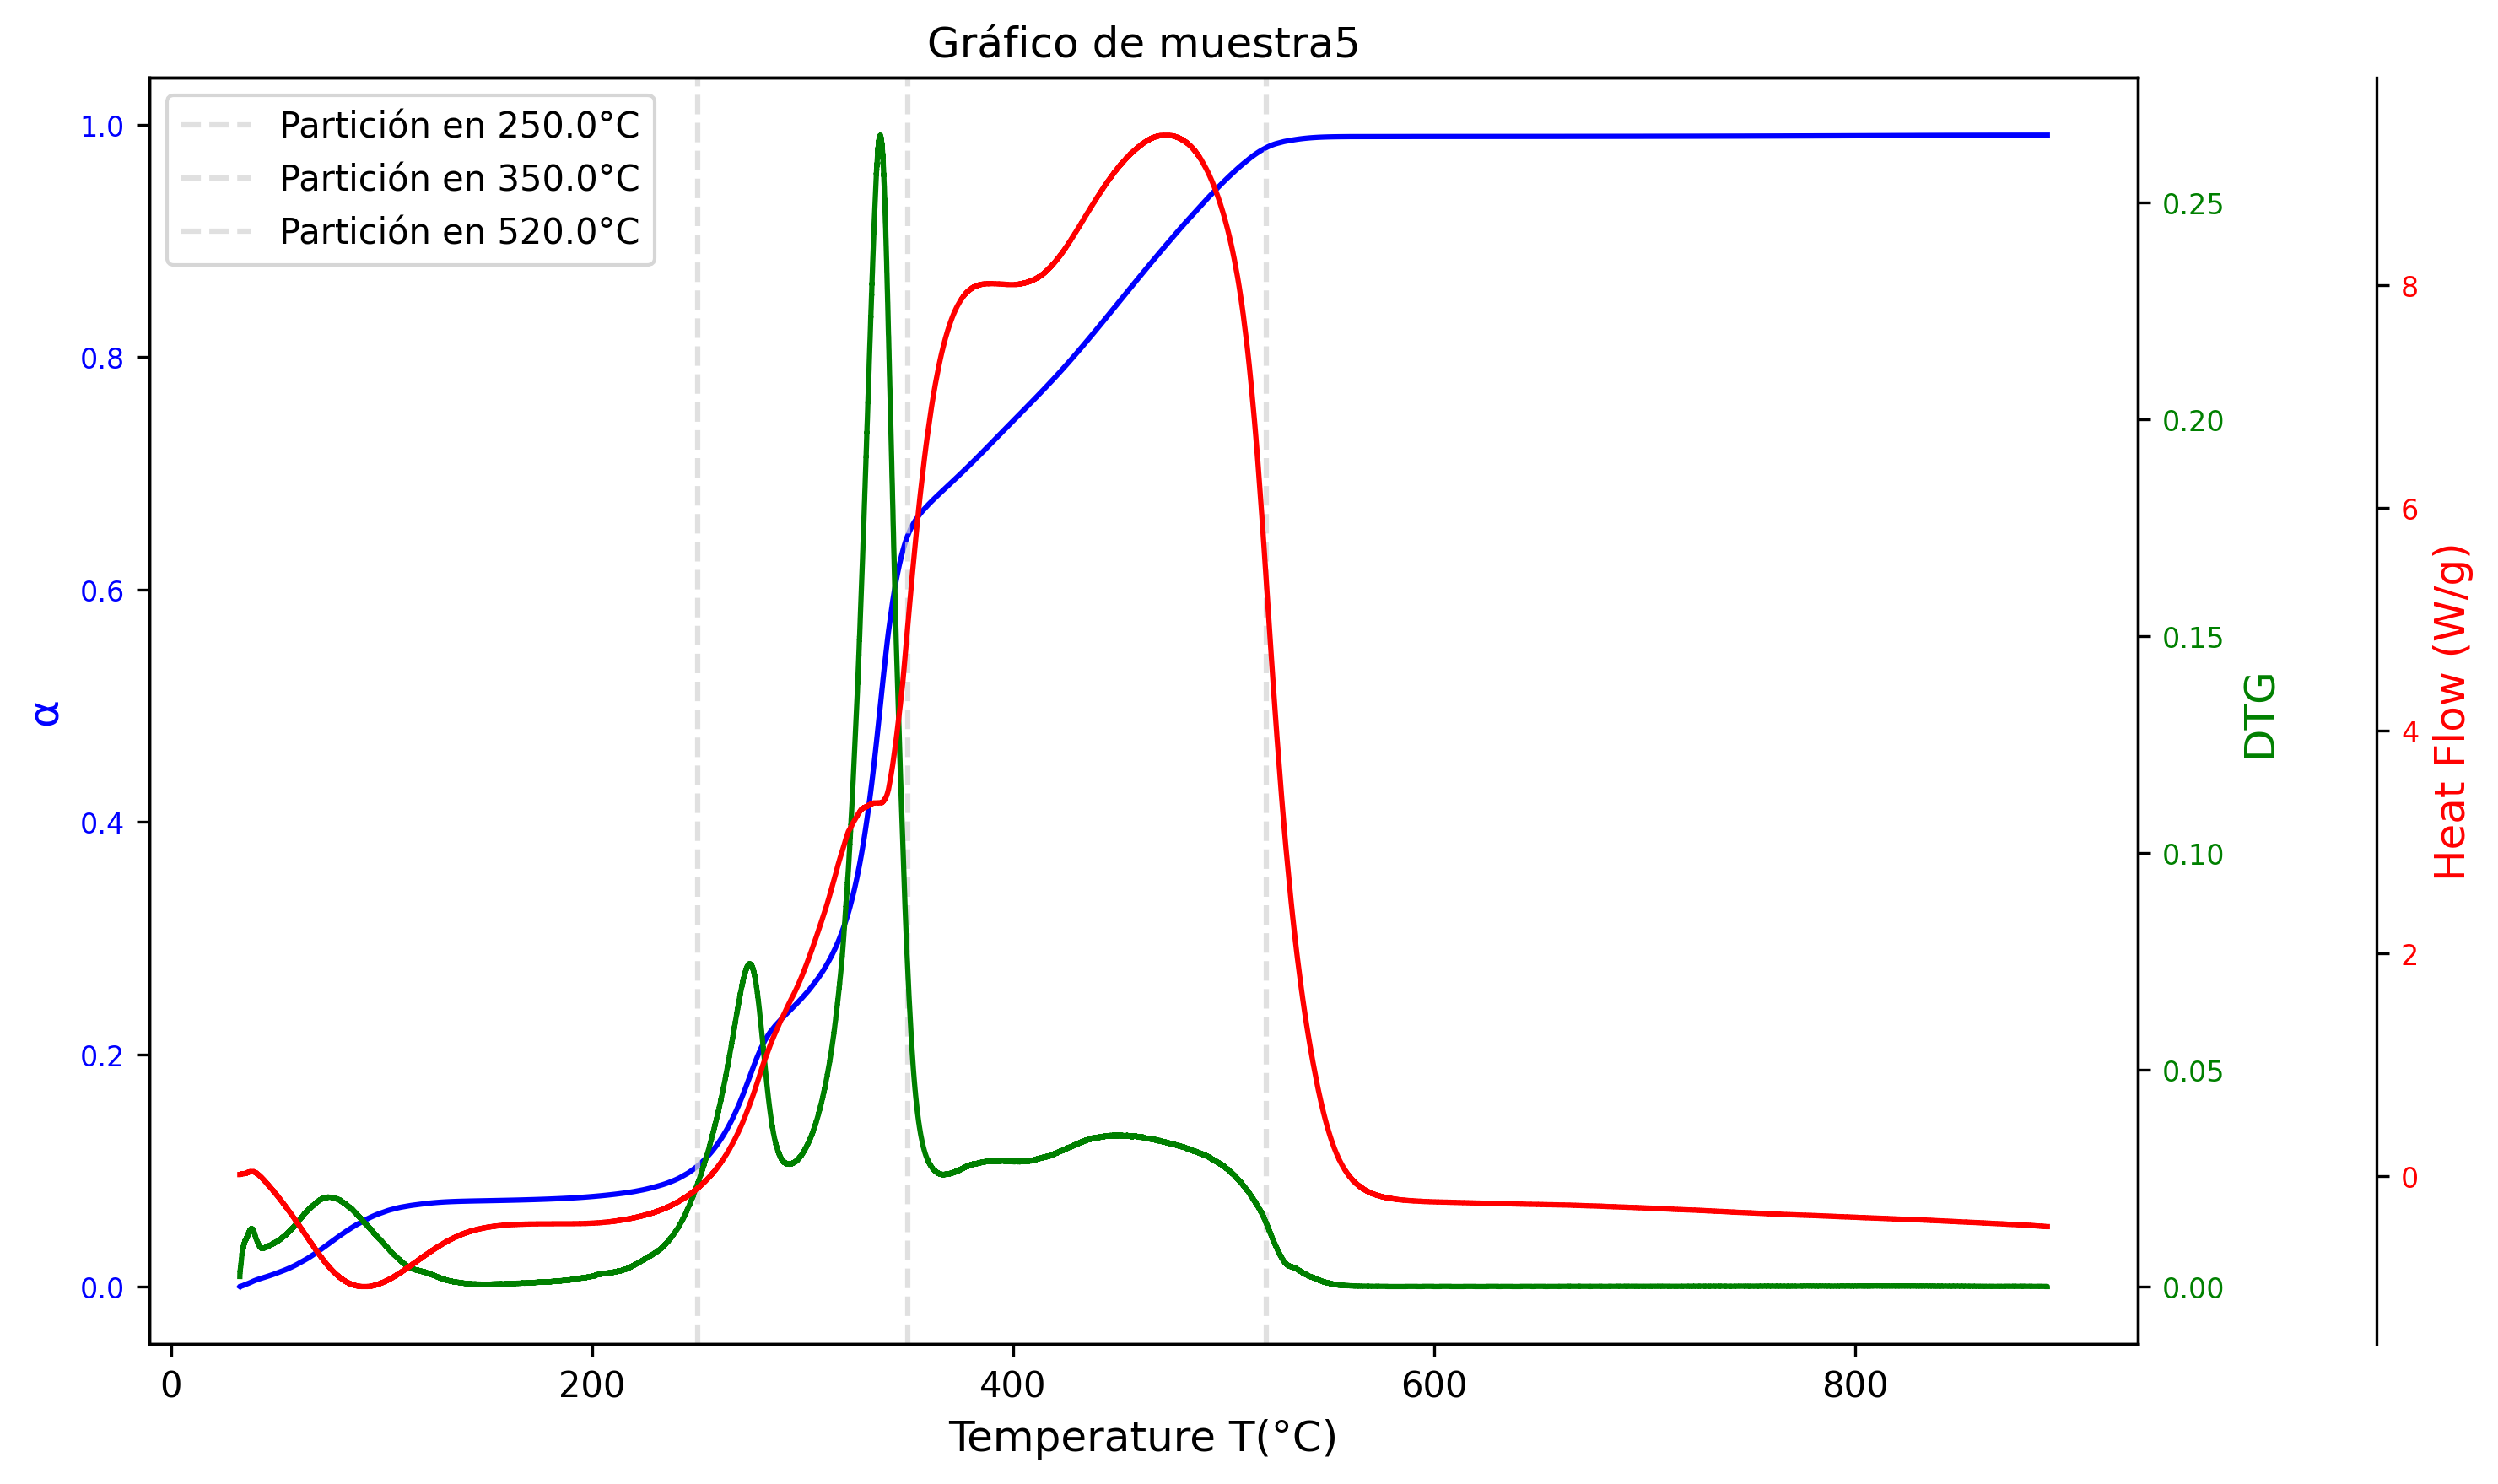 Gráfico de muestra5
Partición en 250.0°C
Partición en 350.0°C
Partición en 520.0°C
1.0
0.8
0.6
0.4
0.2
0.0
α
0.25
0.20
0.15
0.10
0.05
0.00
DTG
8
6
4
2
0
Heat Flow (W/g)
0 200 400 600 800
Temperature T(°C)